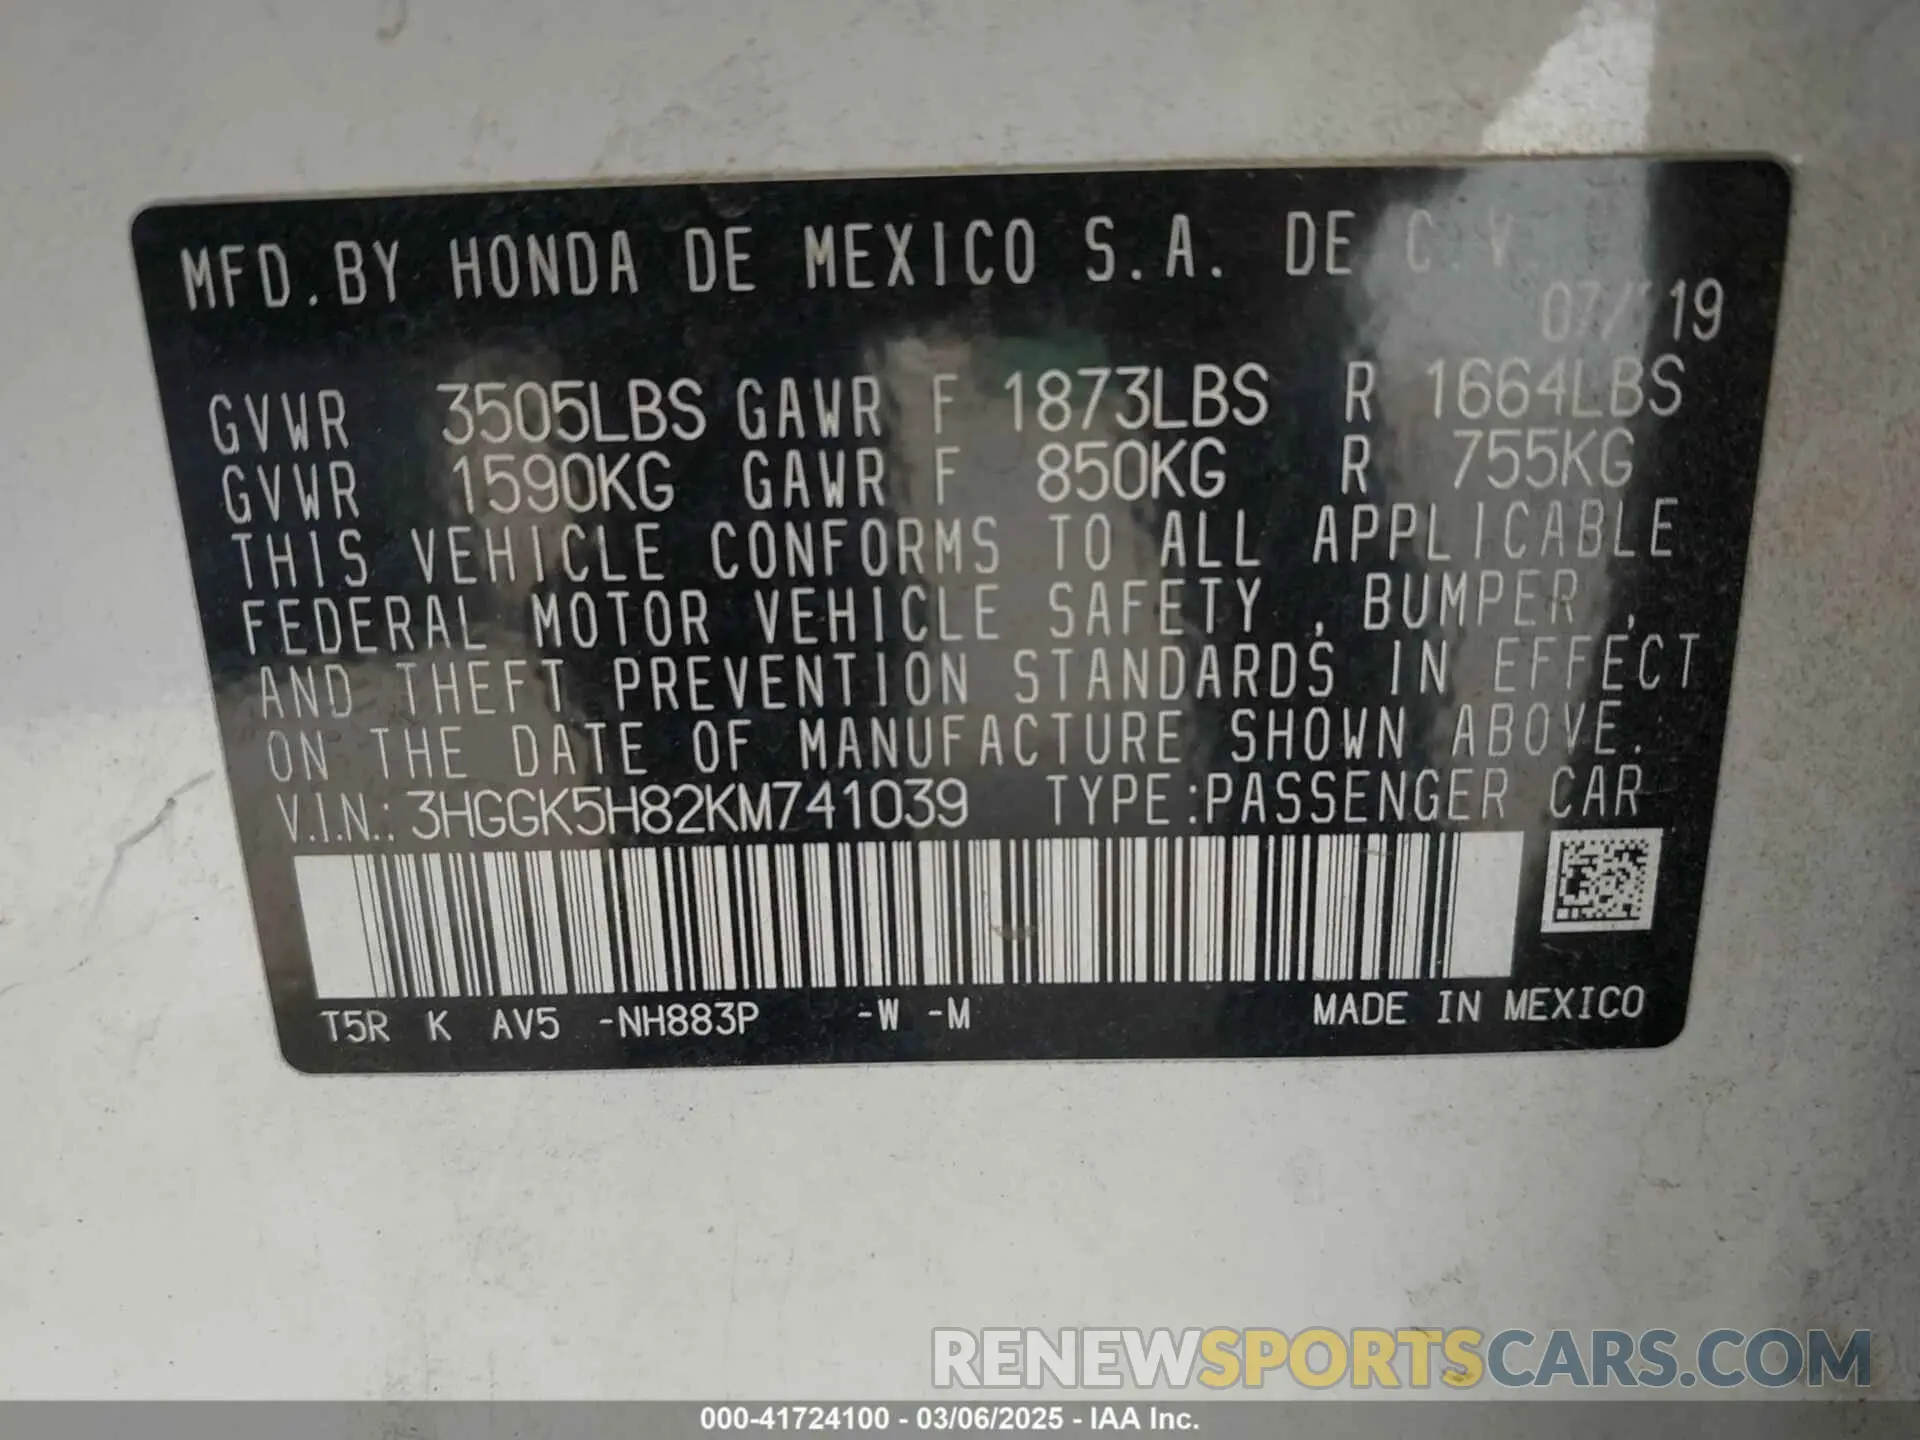 MFD.BY HONDA DE MEXICO S.A. DE C.V.
07/19
GVWR 3505LBS GAWR F 1873LBS R 1664LBS
GVWR 1590KG GAWR F 850KG R 755KG
THIS VEHICLE CONFORMS TO ALL APPLICABLE
FEDERAL MOTOR VEHICLE SAFETY , BUMPER ,
AND THEFT PREVENTION STANDARDS IN EFFECT
ON THE DATE OF MANUFACTURE SHOWN ABOVE.
V.I.N.: 3HGGK5H82KM741039 TYPE:PASSENGER CAR
T5R K AV5 -NH883P -W -M MADE IN MEXICO
RENEWSPORTSCARS.COM
000-41724100 - 03/06/2025 - IAA Inc.